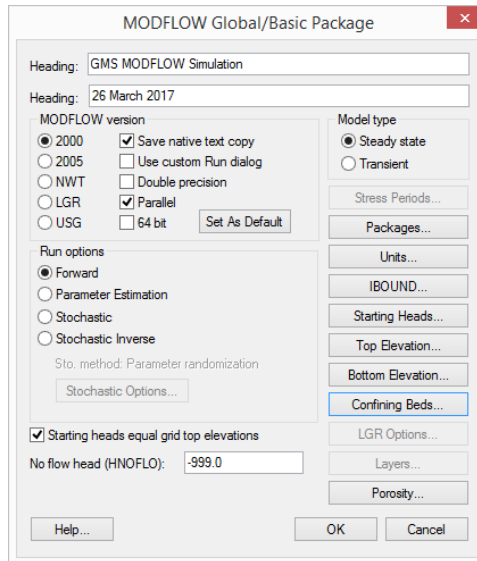 MODFLOW Global/Basic Package
Heading: GMS MODFLOW Simulation
Heading: 26 March 2017
MODFLOW version
2000
Save native text copy
2005
Use custom Run dialog
NWT
Double precision
LGR
Parallel
USG
64 bit
Set As Default
Model type
Steady state
Transient
Stress Periods...
Packages...
Units...
IBOUND...
Starting Heads...
Top Elevation...
Bottom Elevation...
Confining Beds...
LGR Options...
Layers...
Porosity...
Run options
Forward
Parameter Estimation
Stochastic
Stochastic Inverse
Sto. method: Parameter randomization
Stochastic Options...
Starting heads equal grid top elevations
No flow head (HNOFLO): -999.0
Help...
OK
Cancel